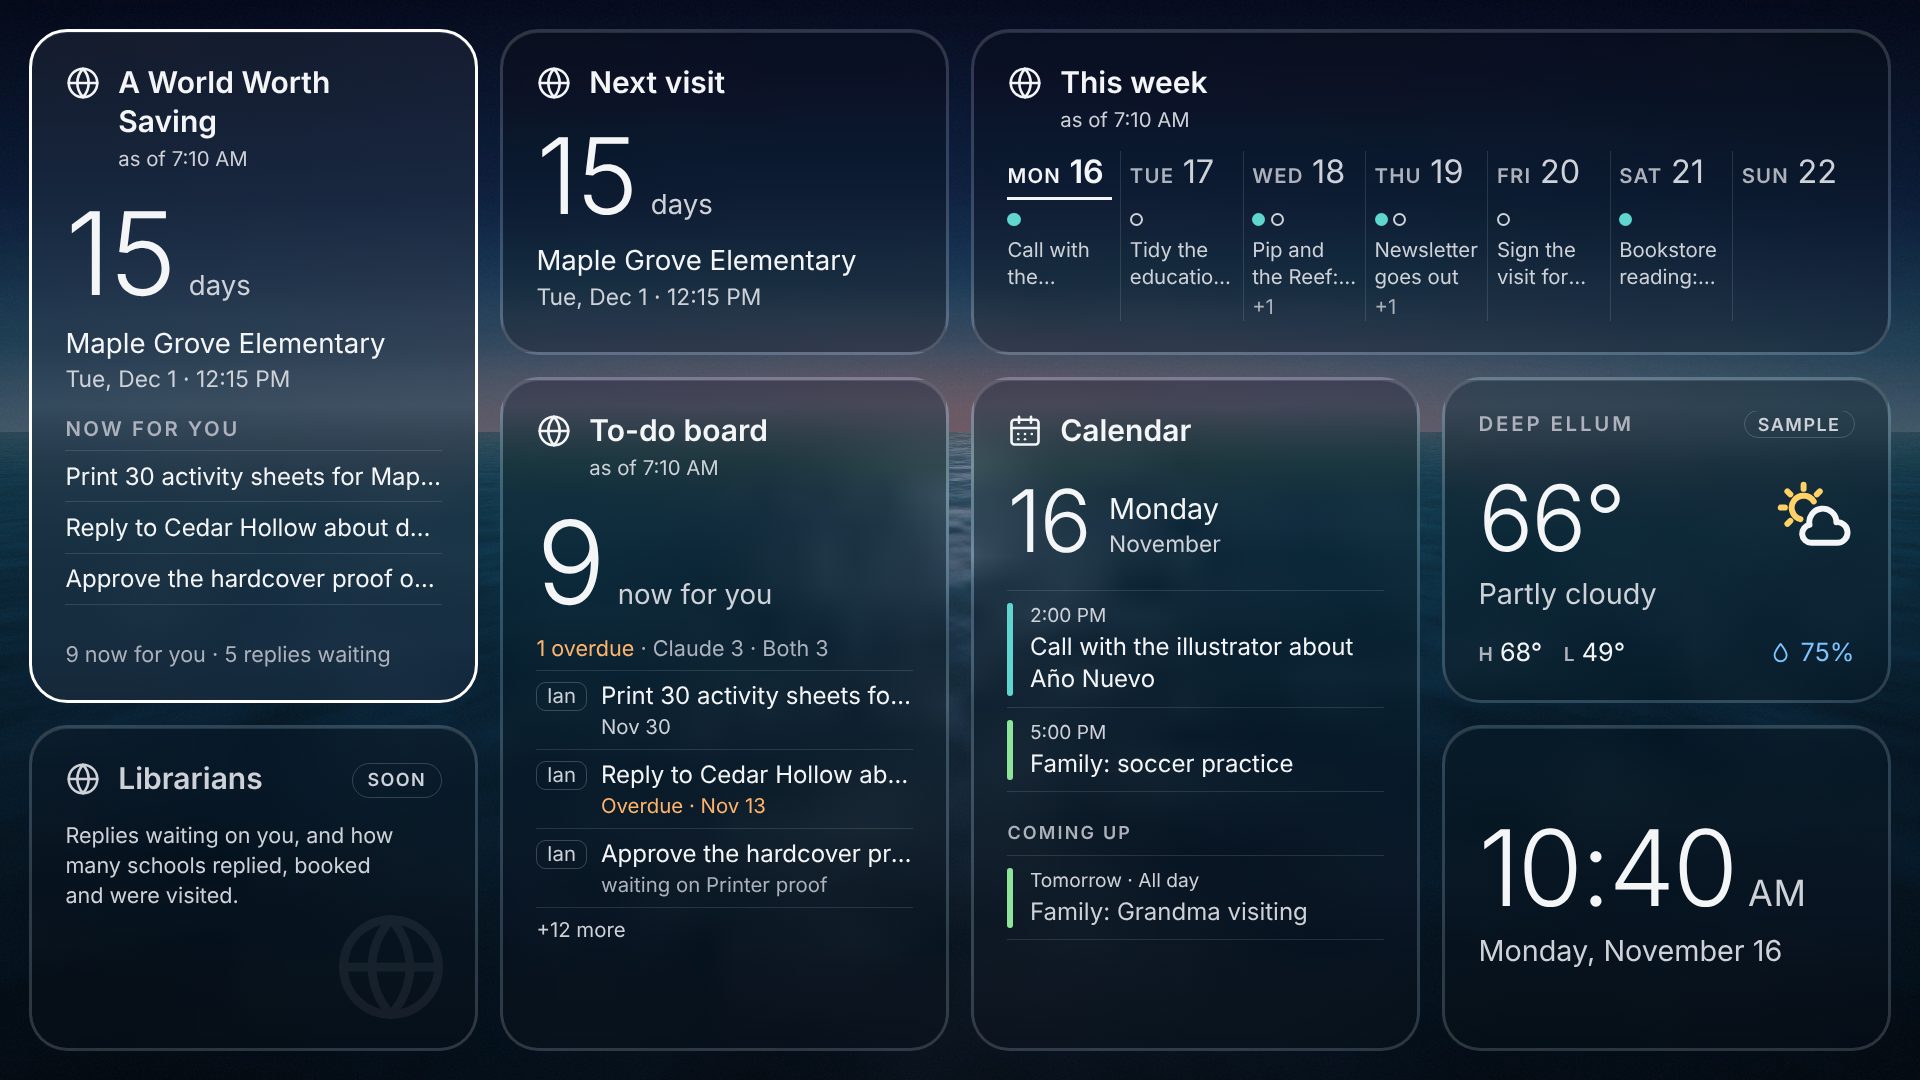 A World Worth
Saving
as of 7:10 AM
15 days
Maple Grove Elementary
Tue, Dec 1 · 12:15 PM
NOW FOR YOU
Print 30 activity sheets for Map...
Reply to Cedar Hollow about d...
Approve the hardcover proof o...
9 now for you · 5 replies waiting
Next visit
15 days
Maple Grove Elementary
Tue, Dec 1 · 12:15 PM
This week
as of 7:10 AM
MON 16
Call with
the...
TUE 17
Tidy the
educatio...
WED 18
Pip and
the Reef:...
+1
THU 19
Newsletter
goes out
+1
FRI 20
Sign the
visit for...
SAT 21
Bookstore
reading:...
SUN 22
Librarians
SOON
Replies waiting on you, and how
many schools replied, booked
and were visited.
To-do board
as of 7:10 AM
9 now for you
1 overdue · Claude 3 · Both 3
Ian Print 30 activity sheets fo...
Nov 30
Ian Reply to Cedar Hollow ab...
Overdue · Nov 13
Ian Approve the hardcover pr...
waiting on Printer proof
+12 more
Calendar
16 Monday
November
2:00 PM
Call with the illustrator about
Año Nuevo
5:00 PM
Family: soccer practice
COMING UP
Tomorrow · All day
Family: Grandma visiting
DEEP ELLUM
SAMPLE
66°
Partly cloudy
H 68° L 49° 75%
10:40 AM
Monday, November 16